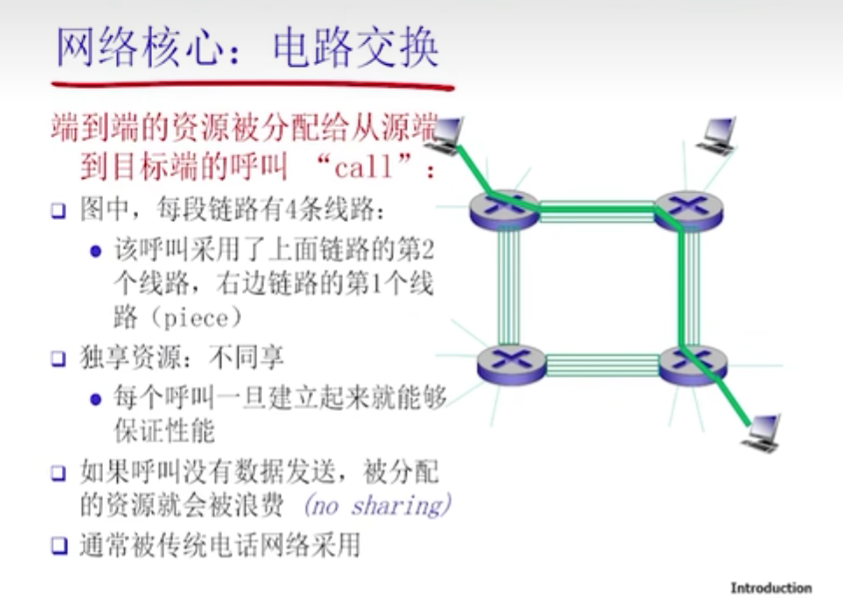 网络核心：电路交换
端到端的资源被分配给从源端
到目标端的呼叫 “call”：
图中，每段链路有4条线路：
该呼叫采用了上面链路的第2
个线路，右边链路的第1个线
路（piece）
独享资源：不同享
每个呼叫一旦建立起来就能够
保证性能
如果呼叫没有数据发送，被分配
的资源就会被浪费 (no sharing)
通常被传统电话网络采用
Introduction